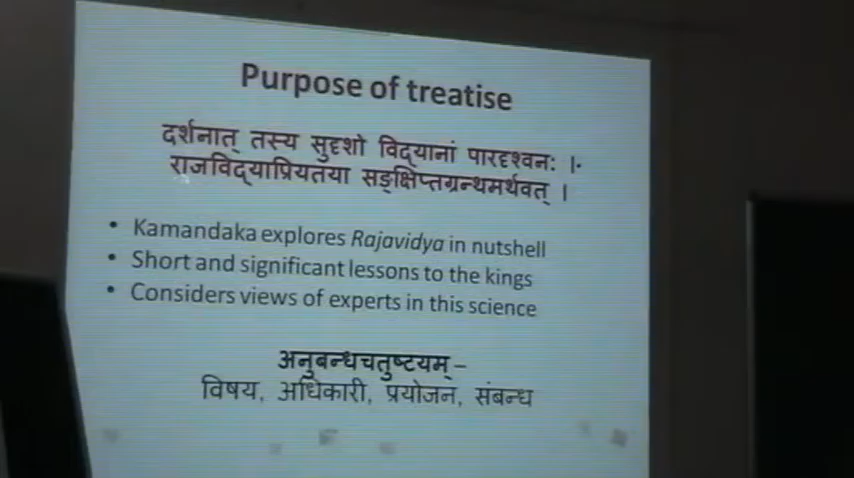 Purpose of treatise
दर्शनात् तस्य सुदृशो विद्यानां पारदृश्वनः ।
राजविद्याप्रियतया सङ्क्षिप्तग्रन्थमर्थवत् ।
• Kamandaka explores Rajavidya in nutshell
• Short and significant lessons to the kings
• Considers views of experts in this science
अनुबन्धचतुष्टयम् –
विषय, अधिकारी, प्रयोजन, संबन्ध